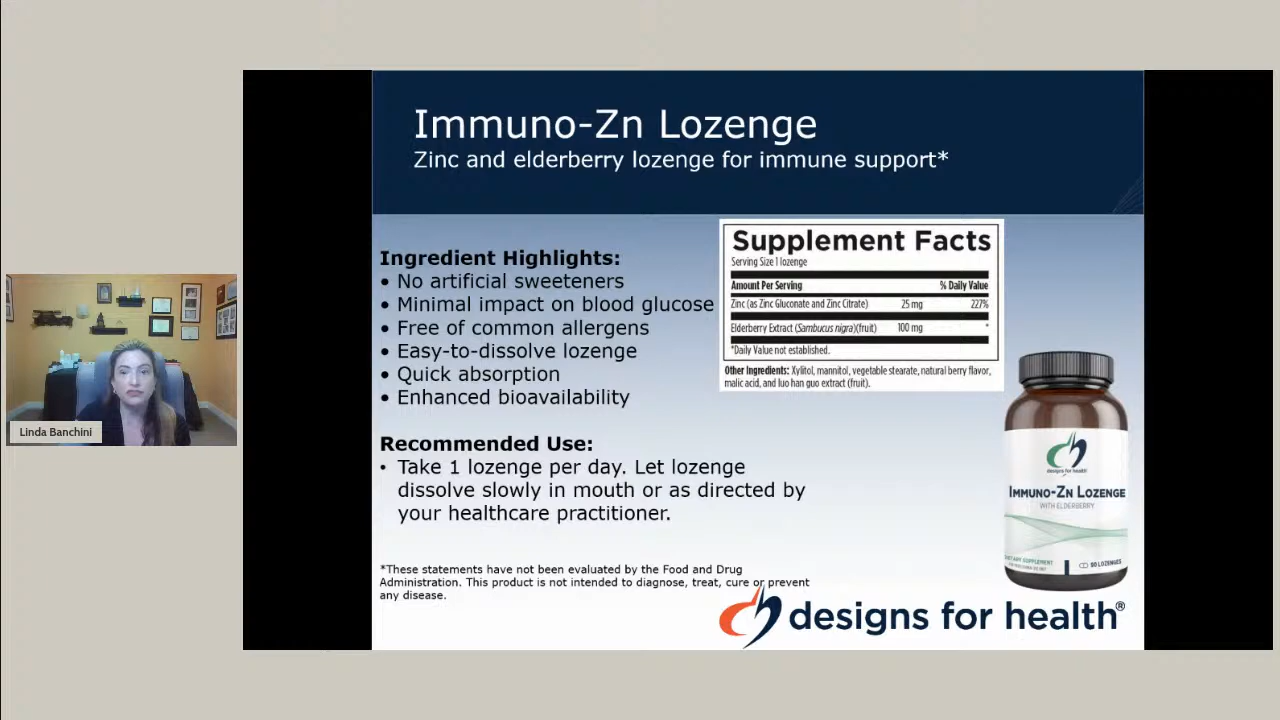 Immuno-Zn Lozenge
Zinc and elderberry lozenge for immune support*
Ingredient Highlights:
• No artificial sweeteners
• Minimal impact on blood glucose
• Free of common allergens
• Easy-to-dissolve lozenge
• Quick absorption
• Enhanced bioavailability
Recommended Use:
• Take 1 lozenge per day. Let lozenge
dissolve slowly in mouth or as directed by
your healthcare practitioner.
*These statements have not been evaluated by the Food and Drug
Administration. This product is not intended to diagnose, treat, cure or prevent
any disease.
Supplement Facts
Serving Size 1 lozenge
Amount Per Serving % Daily Value
Zinc (as Zinc Gluconate and Zinc Citrate) 25 mg 227%
Elderberry Extract (Sambucus nigra)(fruit) 100 mg *
*Daily Value not established.
Other Ingredients: Xylitol, mannitol, vegetable stearate, natural berry flavor,
malic acid, and luo han guo extract (fruit).
designs for health
IMMUNO-ZN LOZENGE
WITH ELDERBERRY
DIETARY SUPPLEMENT
LOZENGES
designs for health®
Linda Banchini